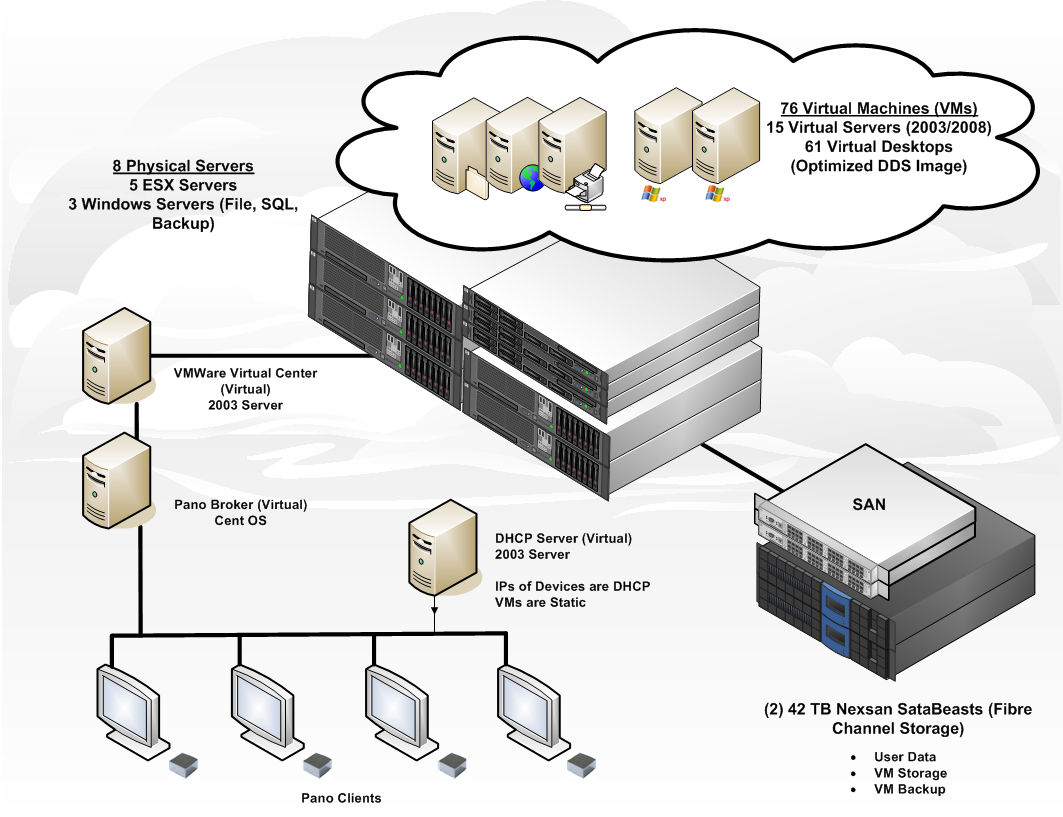 76 Virtual Machines (VMs)
15 Virtual Servers (2003/2008)
61 Virtual Desktops
(Optimized DDS Image)
8 Physical Servers
5 ESX Servers
3 Windows Servers (File, SQL,
Backup)
xp
xp
VMWare Virtual Center
(Virtual)
2003 Server
Pano Broker (Virtual)
Cent OS
DHCP Server (Virtual)
2003 Server
IPs of Devices are DHCP
VMs are Static
SAN
(2) 42 TB Nexsan SataBeasts (Fibre
Channel Storage)
• User Data
• VM Storage
• VM Backup
Pano Clients